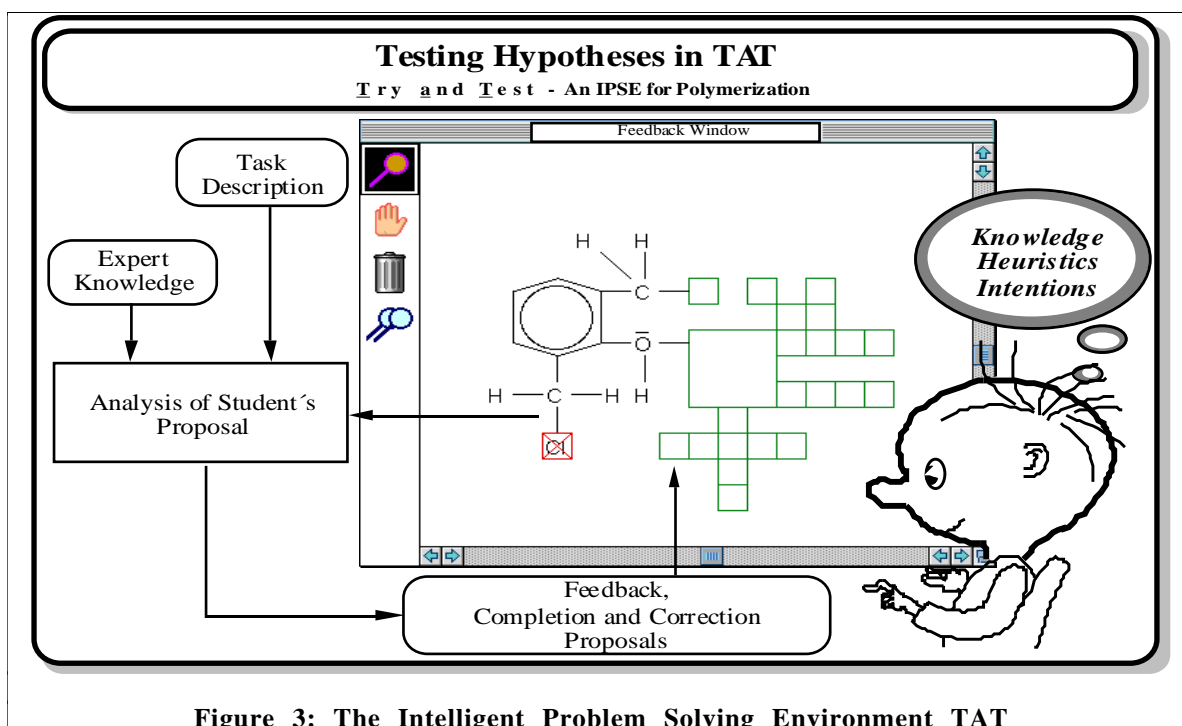 Testing Hypotheses in TAT
Try and Test - An IPSE for Polymerization
Feedback Window
Task
Description
Expert
Knowledge
Analysis of Student´s
Proposal
Knowledge
Heuristics
Intentions
H H
C
O
H C H H
Cl
Feedback,
Completion and Correction
Proposals
Figure 3: The Intelligent Problem Solving Environment TAT